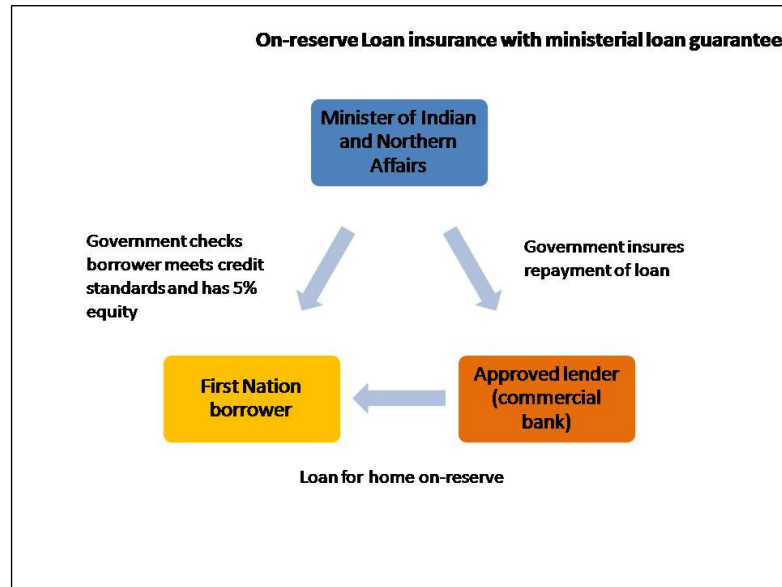 On-reserve Loan insurance with ministerial loan guarantee
Minister of Indian
and Northern
Affairs
Government checks
borrower meets credit
standards and has 5%
equity
Government insures
repayment of loan
First Nation
borrower
Approved lender
(commercial
bank)
Loan for home on-reserve